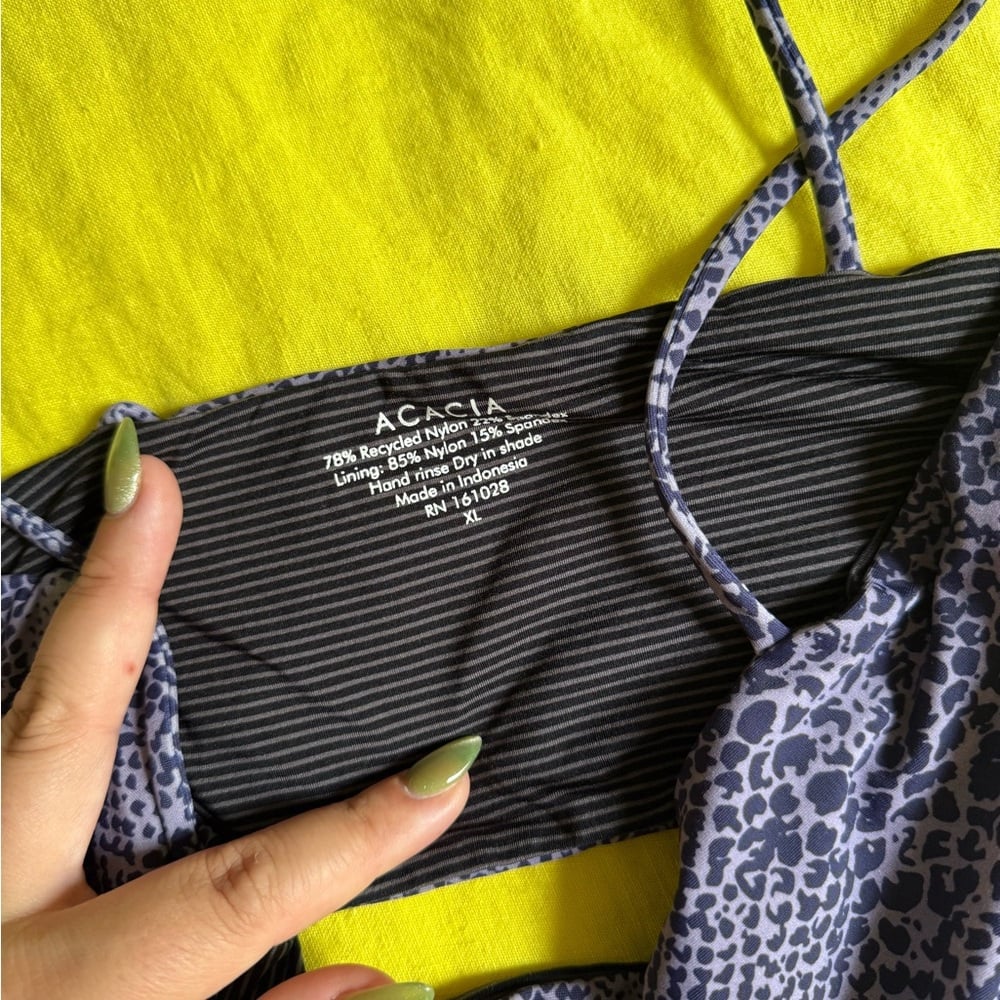 ACACIA
78% Recycled Nylon 22% Spandex
Lining: 85% Nylon 15% Spandex
Hand rinse Dry in shade
Made in Indonesia
RN 161028
XL